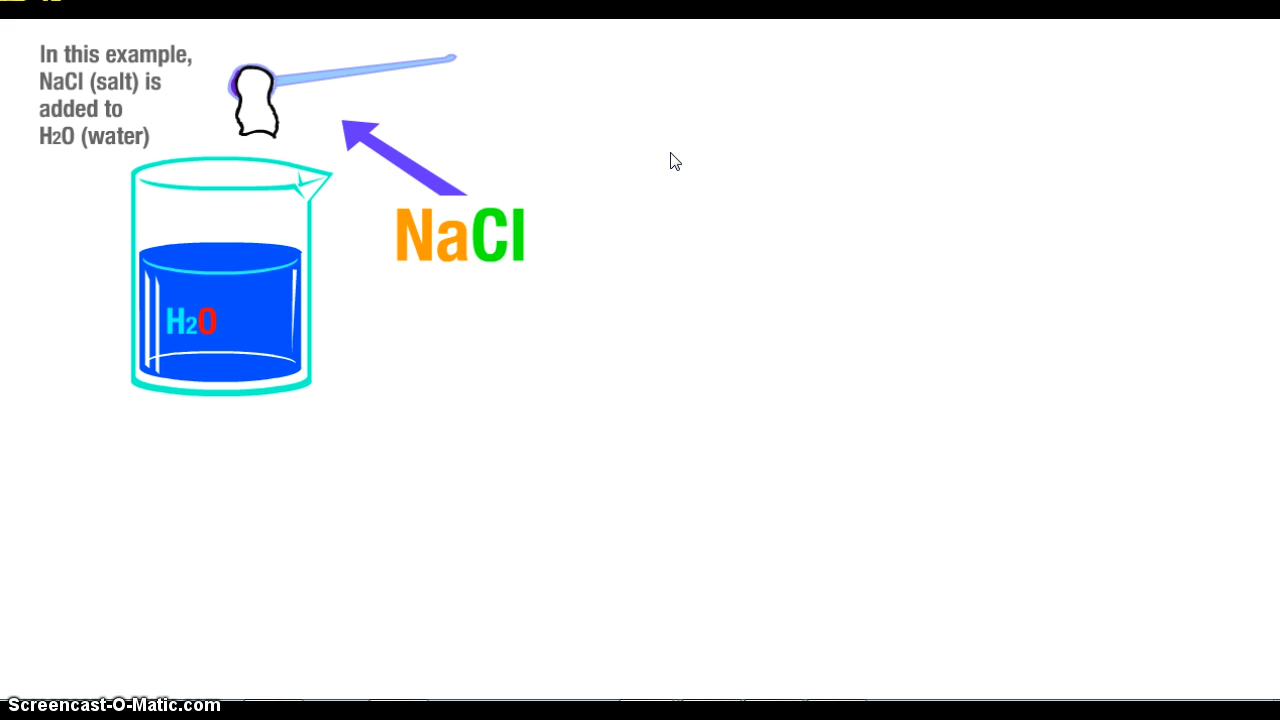 In this example,
NaCl (salt) is
added to
H2O (water)
NaCl
H2O
Screencast-O-Matic.com